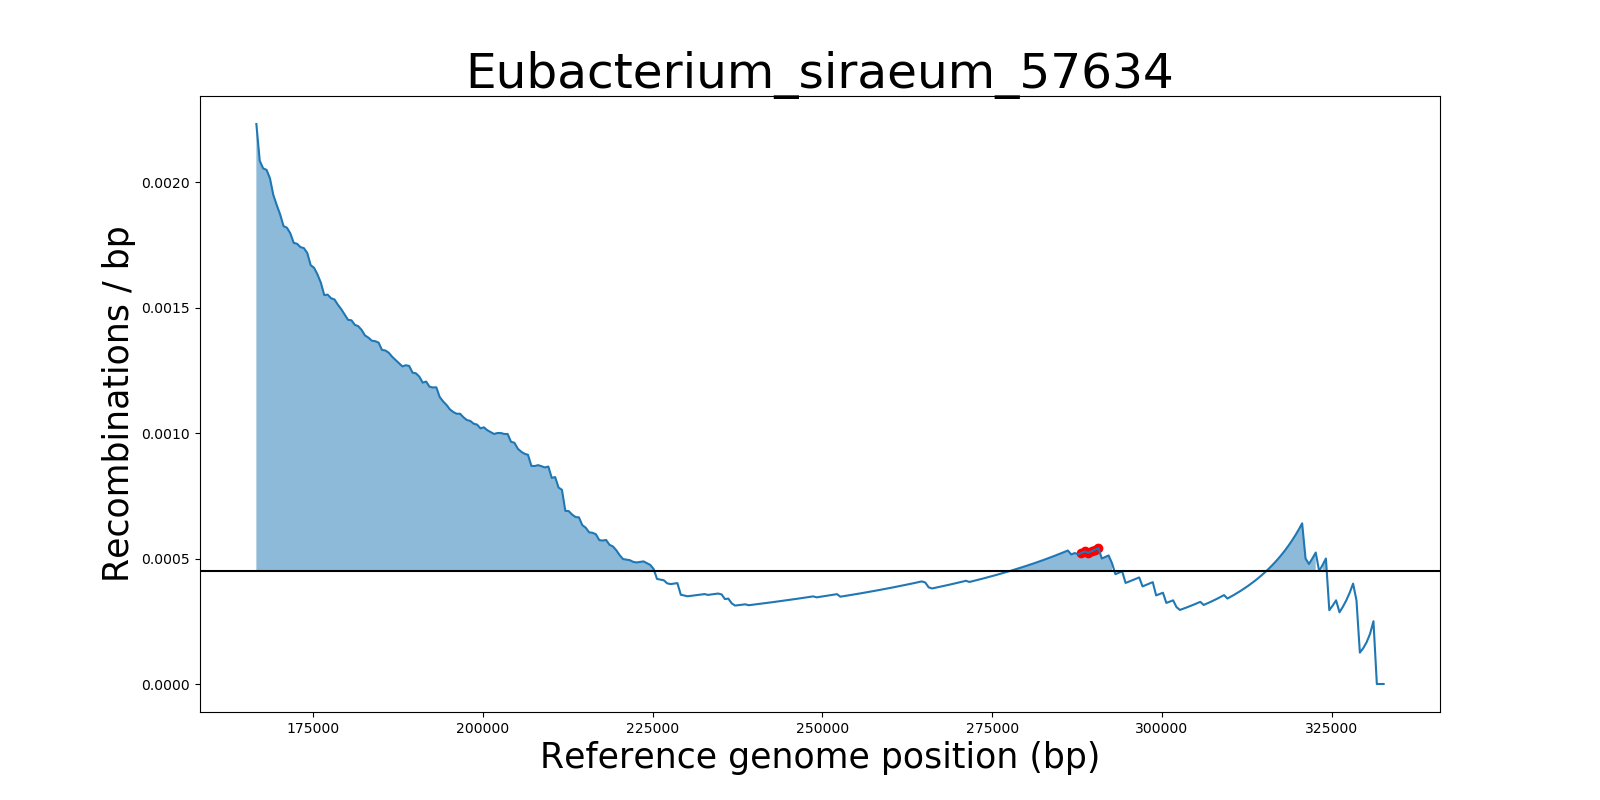 Eubacterium_siraeum_57634
Recombinations / bp
0.0020
0.0015
0.0010
0.0005
0.0000
175000 200000 225000 250000 275000 300000 325000
Reference genome position (bp)